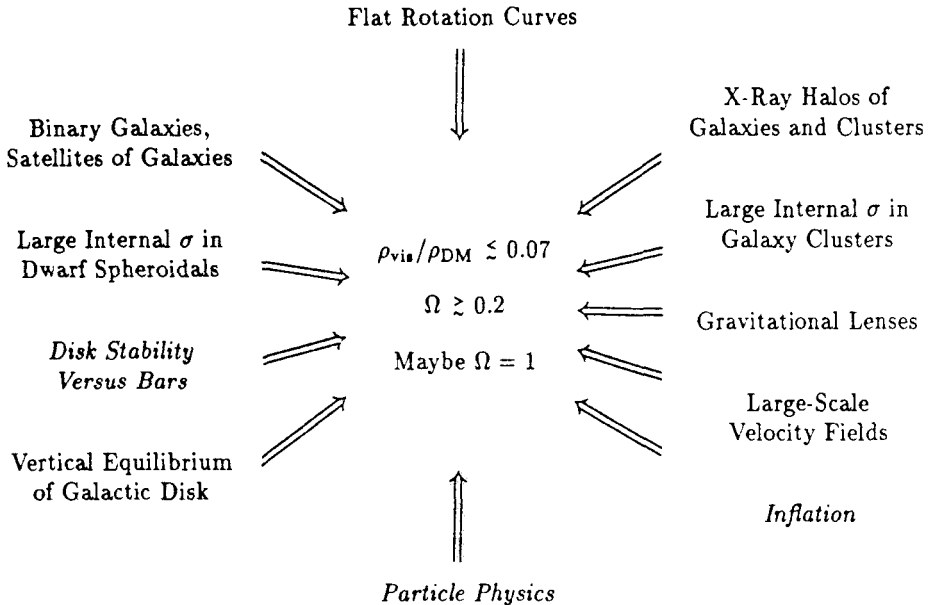 Flat Rotation Curves
Binary Galaxies,
Satellites of Galaxies
Large Internal σ in
Dwarf Spheroidals
Disk Stability
Versus Bars
Vertical Equilibrium
of Galactic Disk
ρvis/ρDM ≲ 0.07
Ω ≳ 0.2
Maybe Ω = 1
X-Ray Halos of
Galaxies and Clusters
Large Internal σ in
Galaxy Clusters
Gravitational Lenses
Large-Scale
Velocity Fields
Inflation
Particle Physics